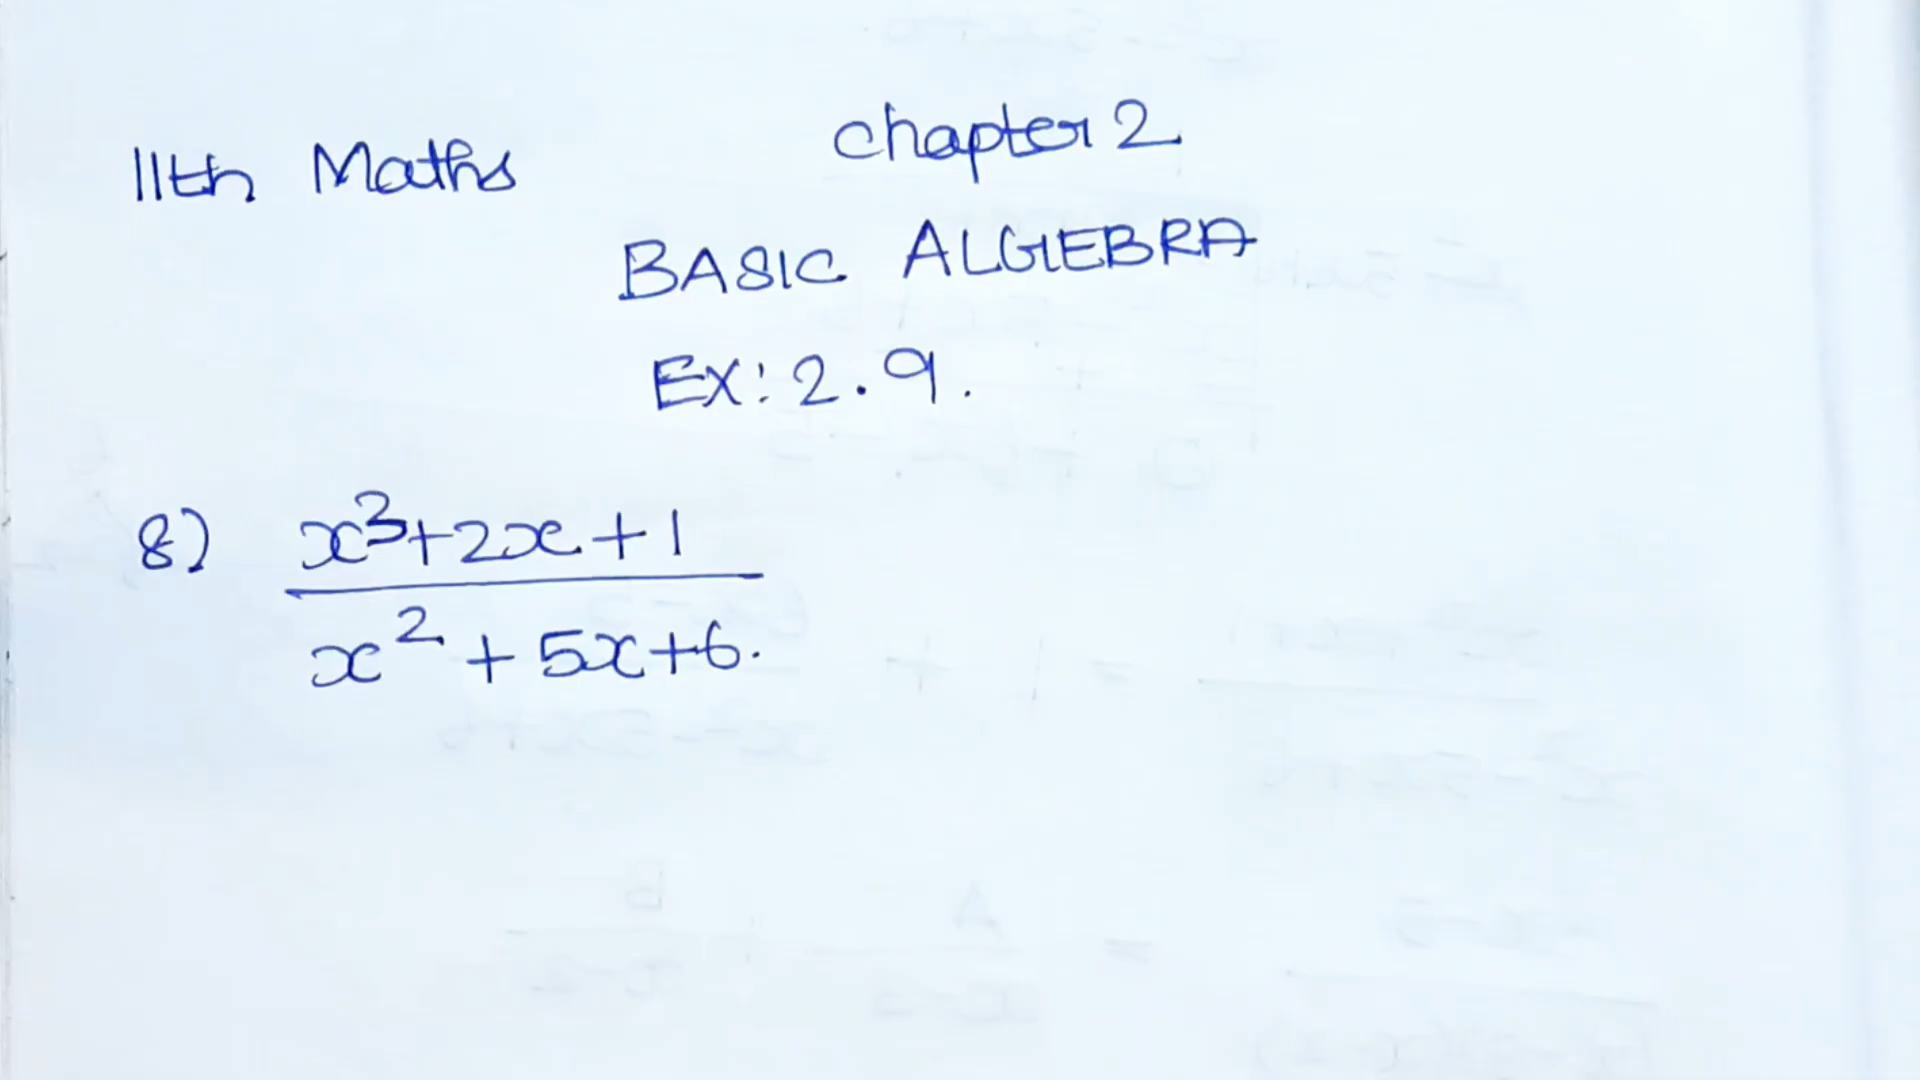 11th Maths chapter 2
BASIC ALGEBRA
EX: 2.9.
8) x³+2x+1
x² + 5x+6.